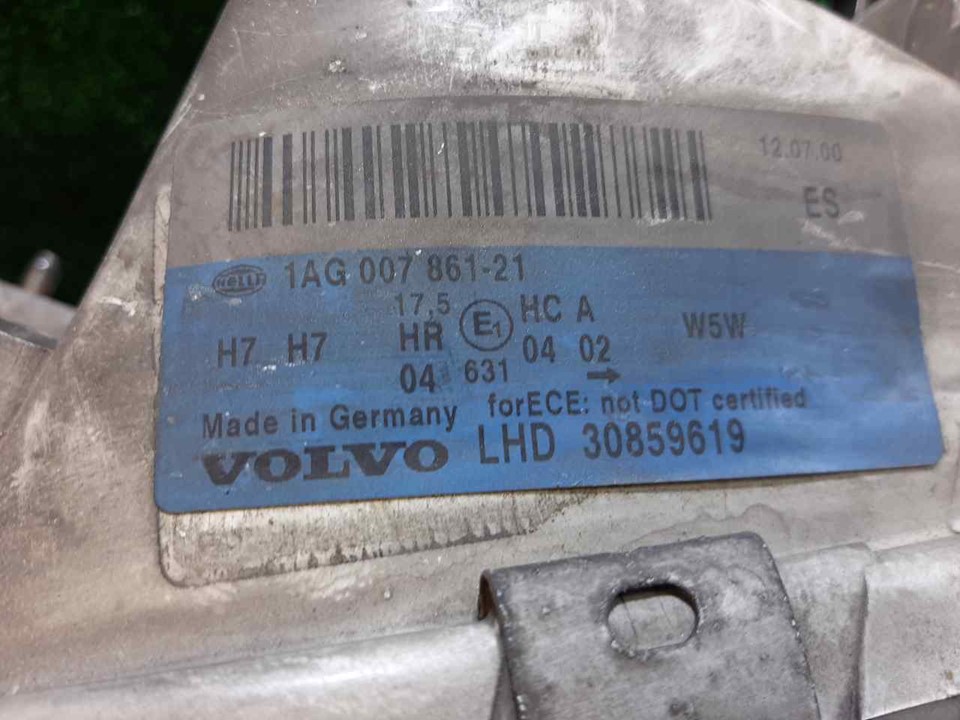 12.07.00
ES
HELLA 1AG 007 861-21
17,5
H7 H7 HR E1 HC A W5W
04 631 04 02 →
Made in Germany forECE: not DOT certified
VOLVO LHD 30859619